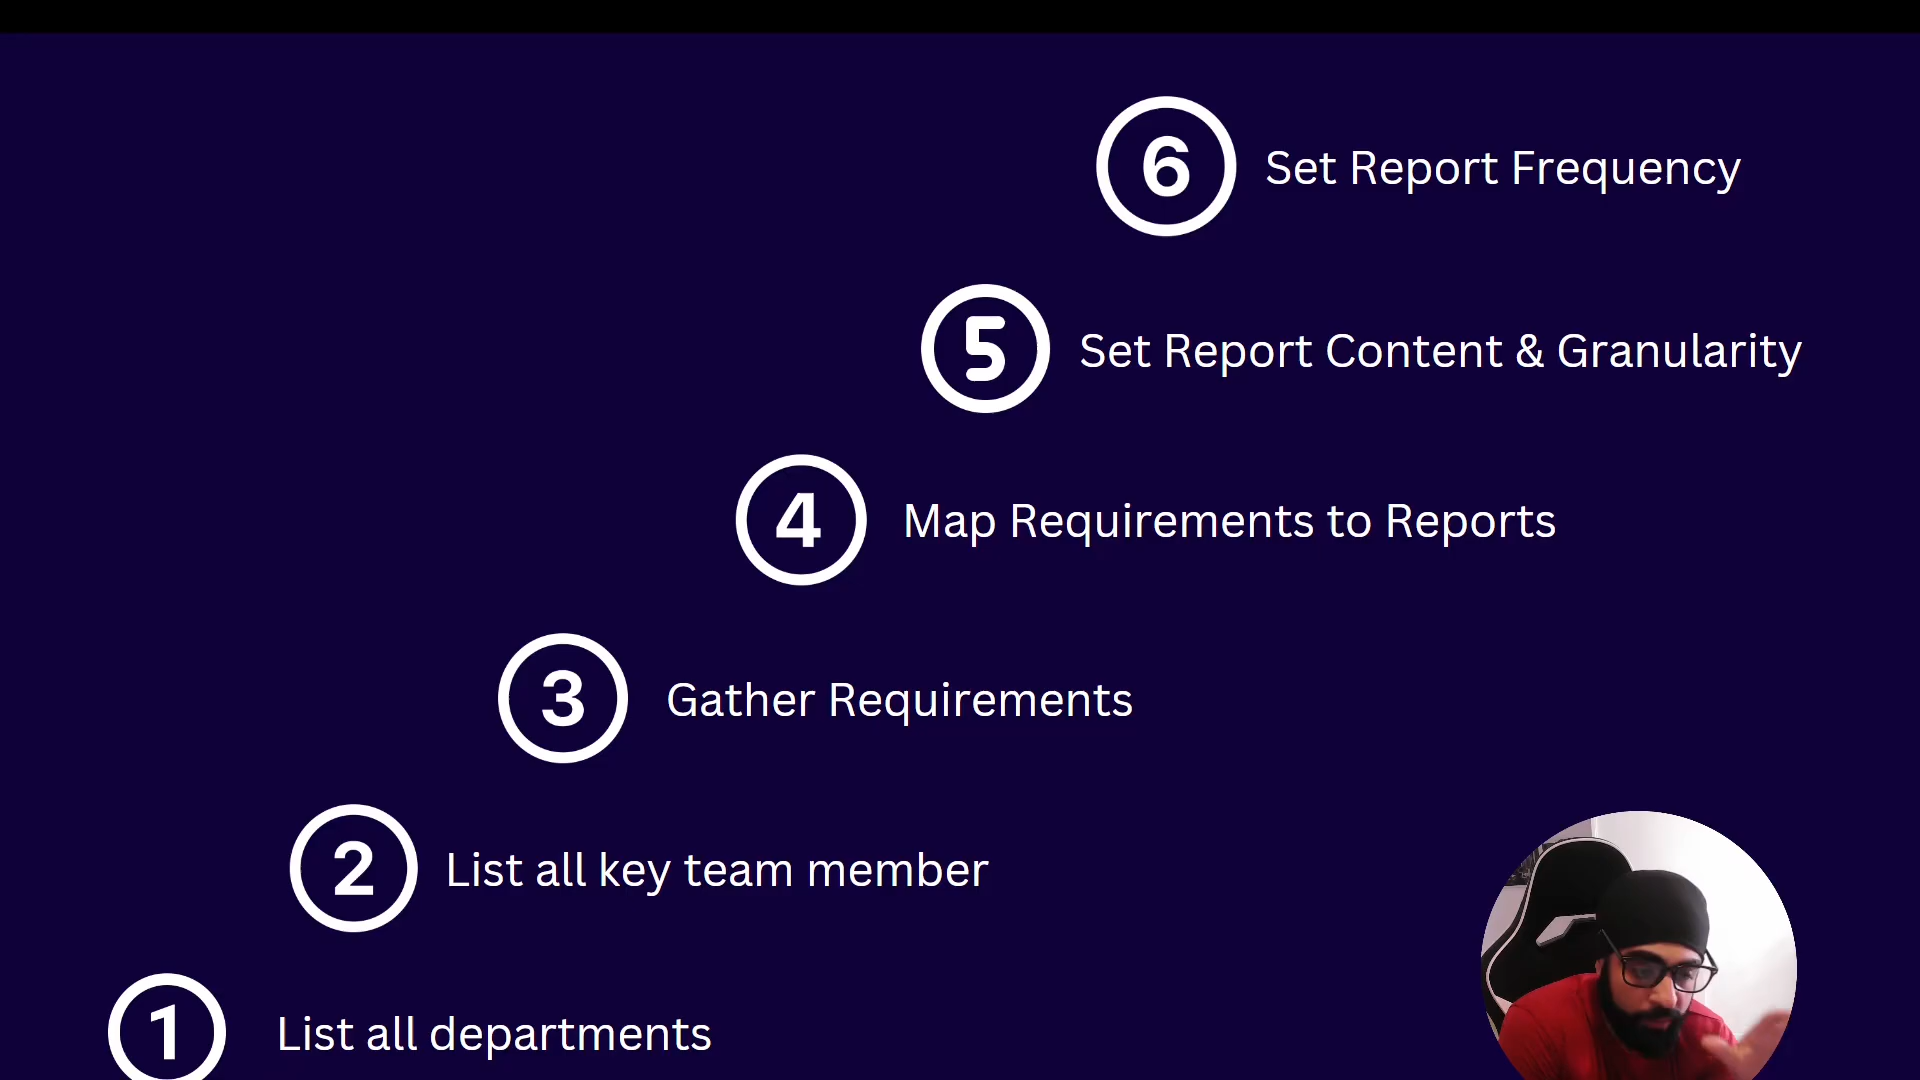 6 Set Report Frequency
5 Set Report Content & Granularity
4 Map Requirements to Reports
3 Gather Requirements
2 List all key team member
1 List all departments